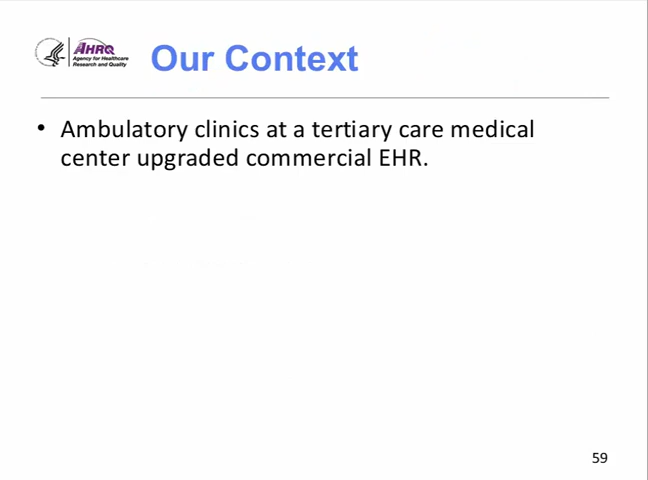 AHRQ
Agency for Healthcare
Research and Quality
Our Context
• Ambulatory clinics at a tertiary care medical
center upgraded commercial EHR.
59